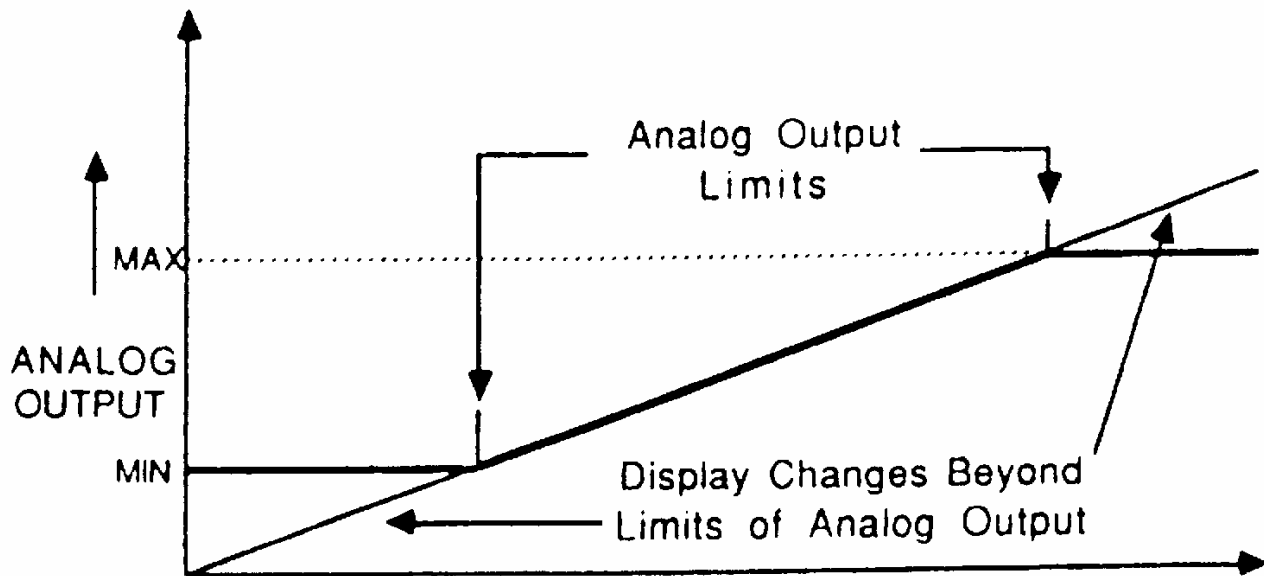 Analog Output
Limits
MAX
ANALOG
OUTPUT
MIN
Display Changes Beyond
Limits of Analog Output